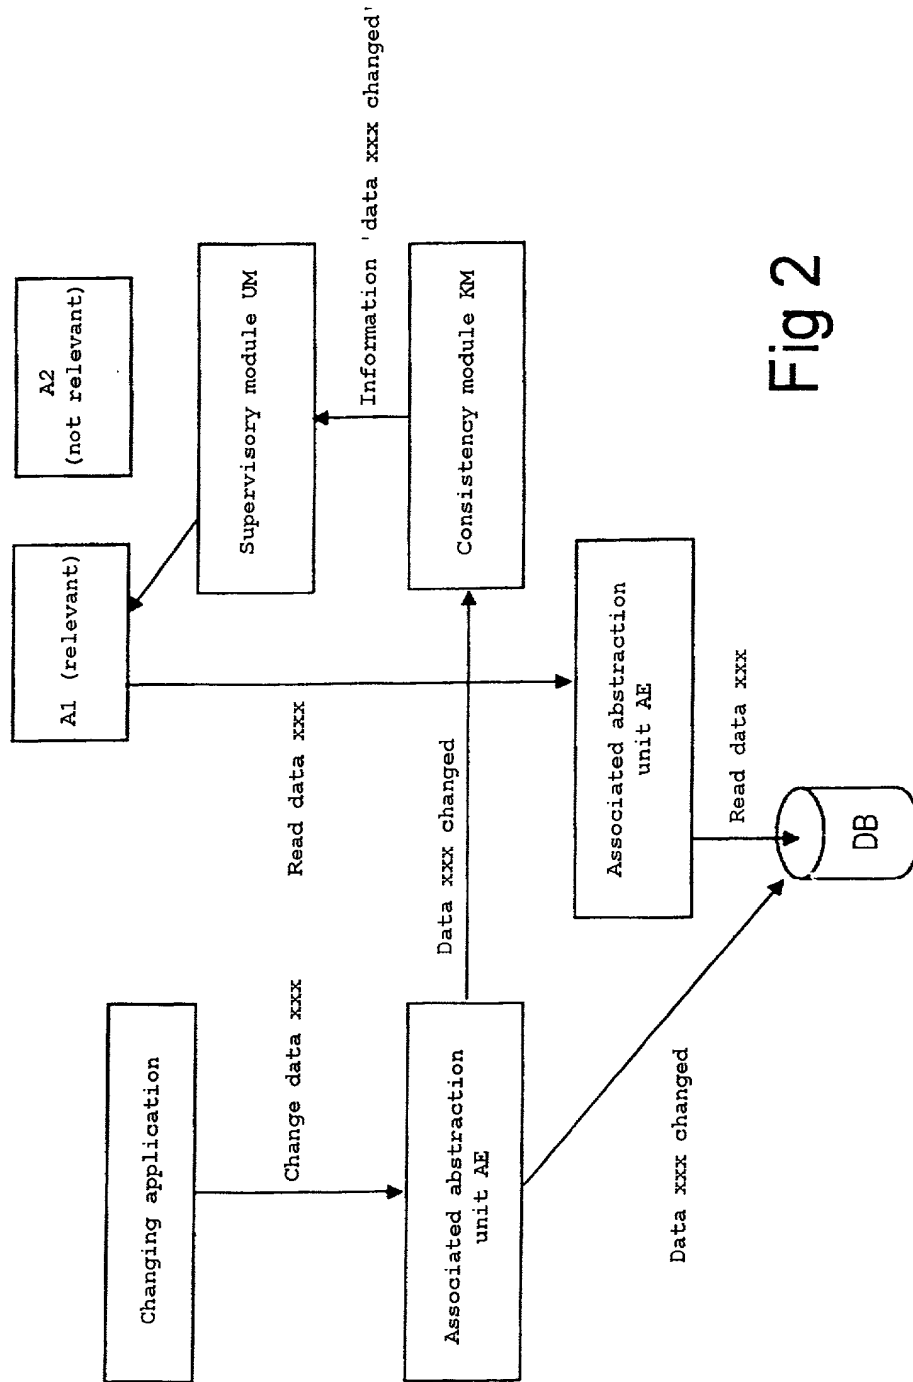 A1 (relevant)
A2
(not relevant)
Changing application
Supervisory module UM
Change data xxx
Read data xxx
Information 'data xxx changed'
Associated abstraction
unit AE
Data xxx changed
Consistency module KM
Associated abstraction
unit AE
Data xxx changed
Read data xxx
DB
Fig 2